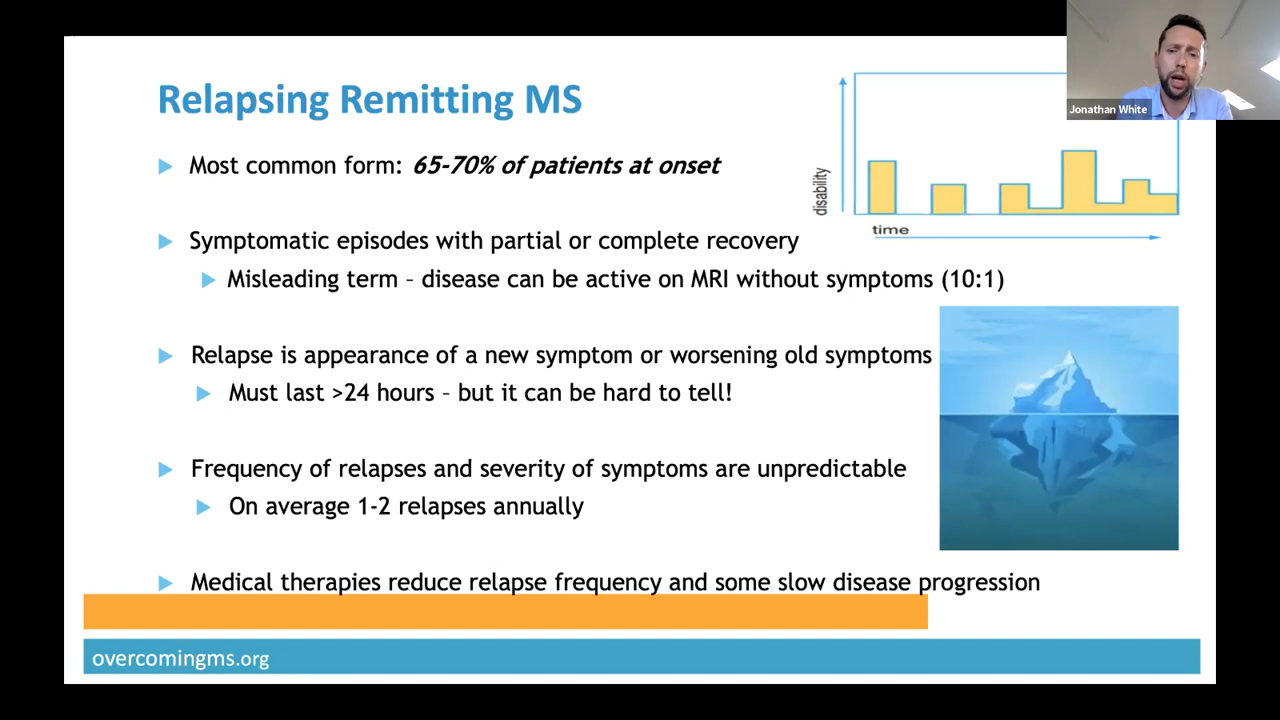 Relapsing Remitting MS
Jonathan White
Most common form: 65-70% of patients at onset
disability
time
Symptomatic episodes with partial or complete recovery
Misleading term – disease can be active on MRI without symptoms (10:1)
Relapse is appearance of a new symptom or worsening old symptoms
Must last >24 hours – but it can be hard to tell!
Frequency of relapses and severity of symptoms are unpredictable
On average 1-2 relapses annually
Medical therapies reduce relapse frequency and some slow disease progression
overcomingms.org